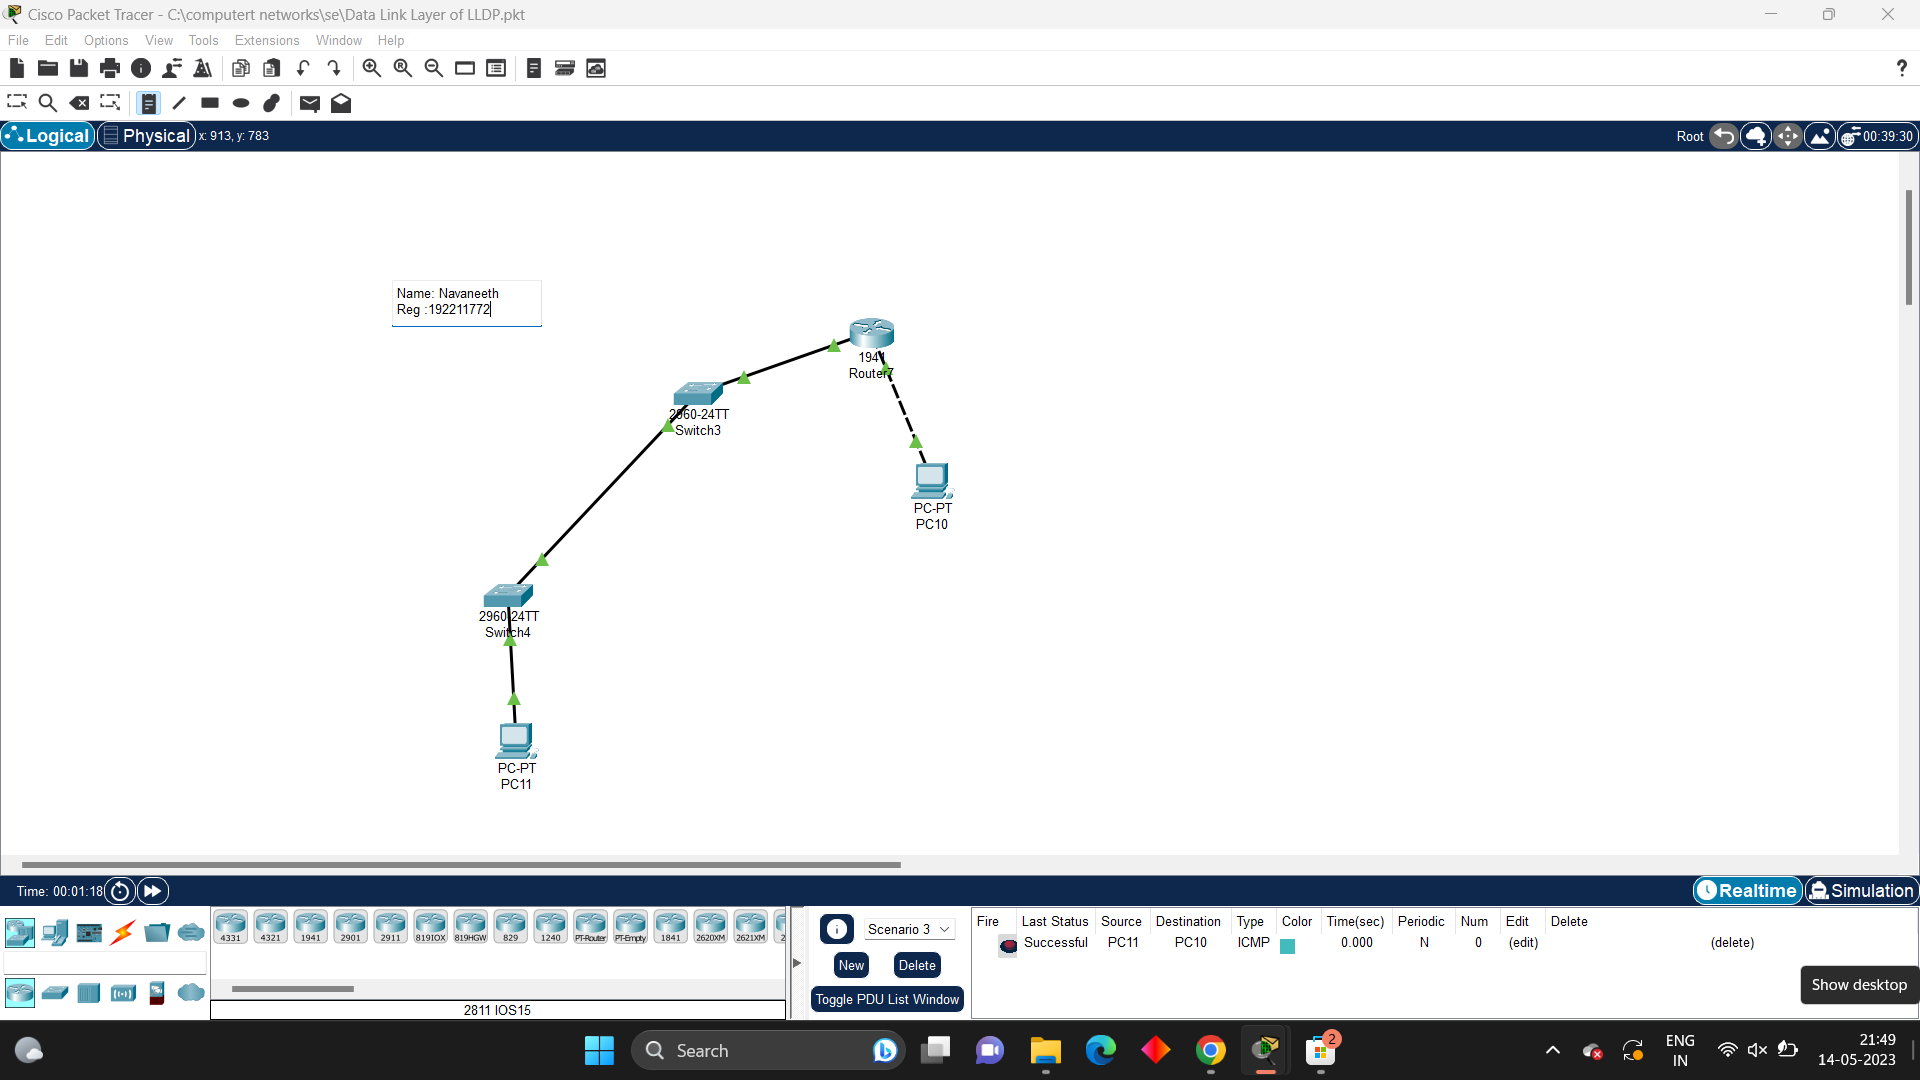 Cisco Packet Tracer - C:\computert networks\se\Data Link Layer of LLDP.pkt
File Edit Options View Tools Extensions Window Help
?
Logical Physical x: 913, y: 783 Root 00:39:30
Name: Navaneeth
Reg :192211772
1941
Router7
2960-24TT
Switch3
PC-PT
PC10
2960-24TT
Switch4
PC-PT
PC11
Time: 00:01:18 Realtime Simulation
4331 4321 1941 2901 2911 819IOX 819HGW 829 1240 PT-Router PT-Empty 1841 2620XM 2621XM 2
2811 IOS15
Scenario 3
New Delete
Toggle PDU List Window
Fire Last Status Source Destination Type Color Time(sec) Periodic Num Edit Delete
Successful PC11 PC10 ICMP 0.000 N 0 (edit) (delete)
Show desktop
Search
2
ENG
IN
21:49
14-05-2023